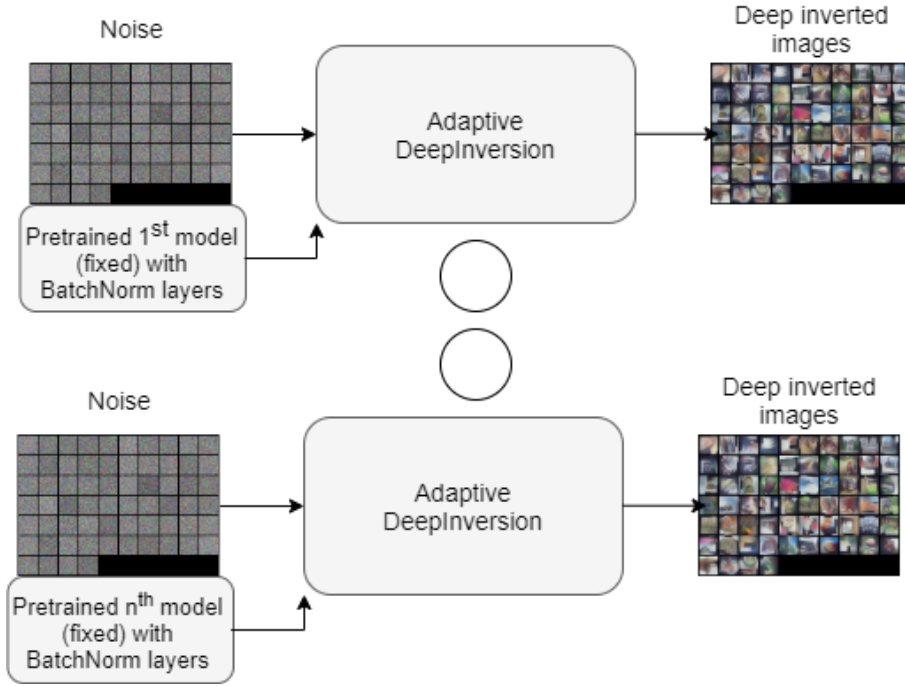 Noise
Deep inverted
images
Adaptive
DeepInversion
Pretrained 1st model
(fixed) with
BatchNorm layers
Noise
Deep inverted
images
Adaptive
DeepInversion
Pretrained nth model
(fixed) with
BatchNorm layers